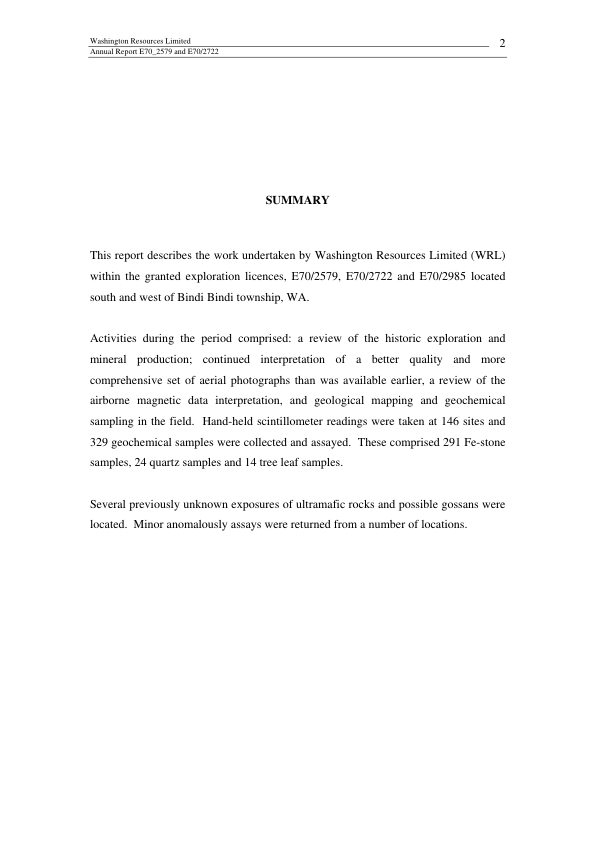 Washington Resources Limited
2
Annual Report E70_2579 and E70/2722
SUMMARY
This report describes the work undertaken by Washington Resources Limited (WRL)
within the granted exploration licences, E70/2579, E70/2722 and E70/2985 located
south and west of Bindi Bindi township, WA.
Activities during the period comprised: a review of the historic exploration and
mineral production; continued interpretation of a better quality and more
comprehensive set of aerial photographs than was available earlier, a review of the
airborne magnetic data interpretation, and geological mapping and geochemical
sampling in the field.  Hand-held scintillometer readings were taken at 146 sites and
329 geochemical samples were collected and assayed.  These comprised 291 Fe-stone
samples, 24 quartz samples and 14 tree leaf samples.
Several previously unknown exposures of ultramafic rocks and possible gossans were
located.  Minor anomalously assays were returned from a number of locations.